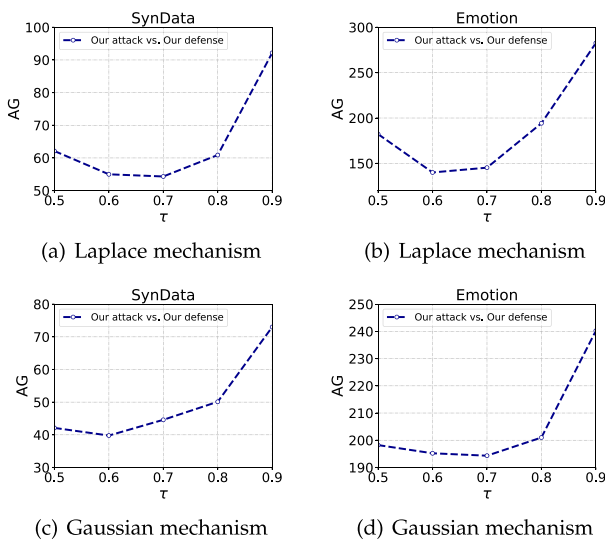 SynData
100
90
80
70
60
50
AG
Our attack vs. Our defense
0.5 0.6 0.7 0.8 0.9
τ
(a) Laplace mechanism
Emotion
300
250
200
150
AG
Our attack vs. Our defense
0.5 0.6 0.7 0.8 0.9
τ
(b) Laplace mechanism
SynData
80
70
60
50
40
30
AG
Our attack vs. Our defense
0.5 0.6 0.7 0.8 0.9
τ
(c) Gaussian mechanism
Emotion
250
240
230
220
210
200
190
AG
Our attack vs. Our defense
0.5 0.6 0.7 0.8 0.9
τ
(d) Gaussian mechanism